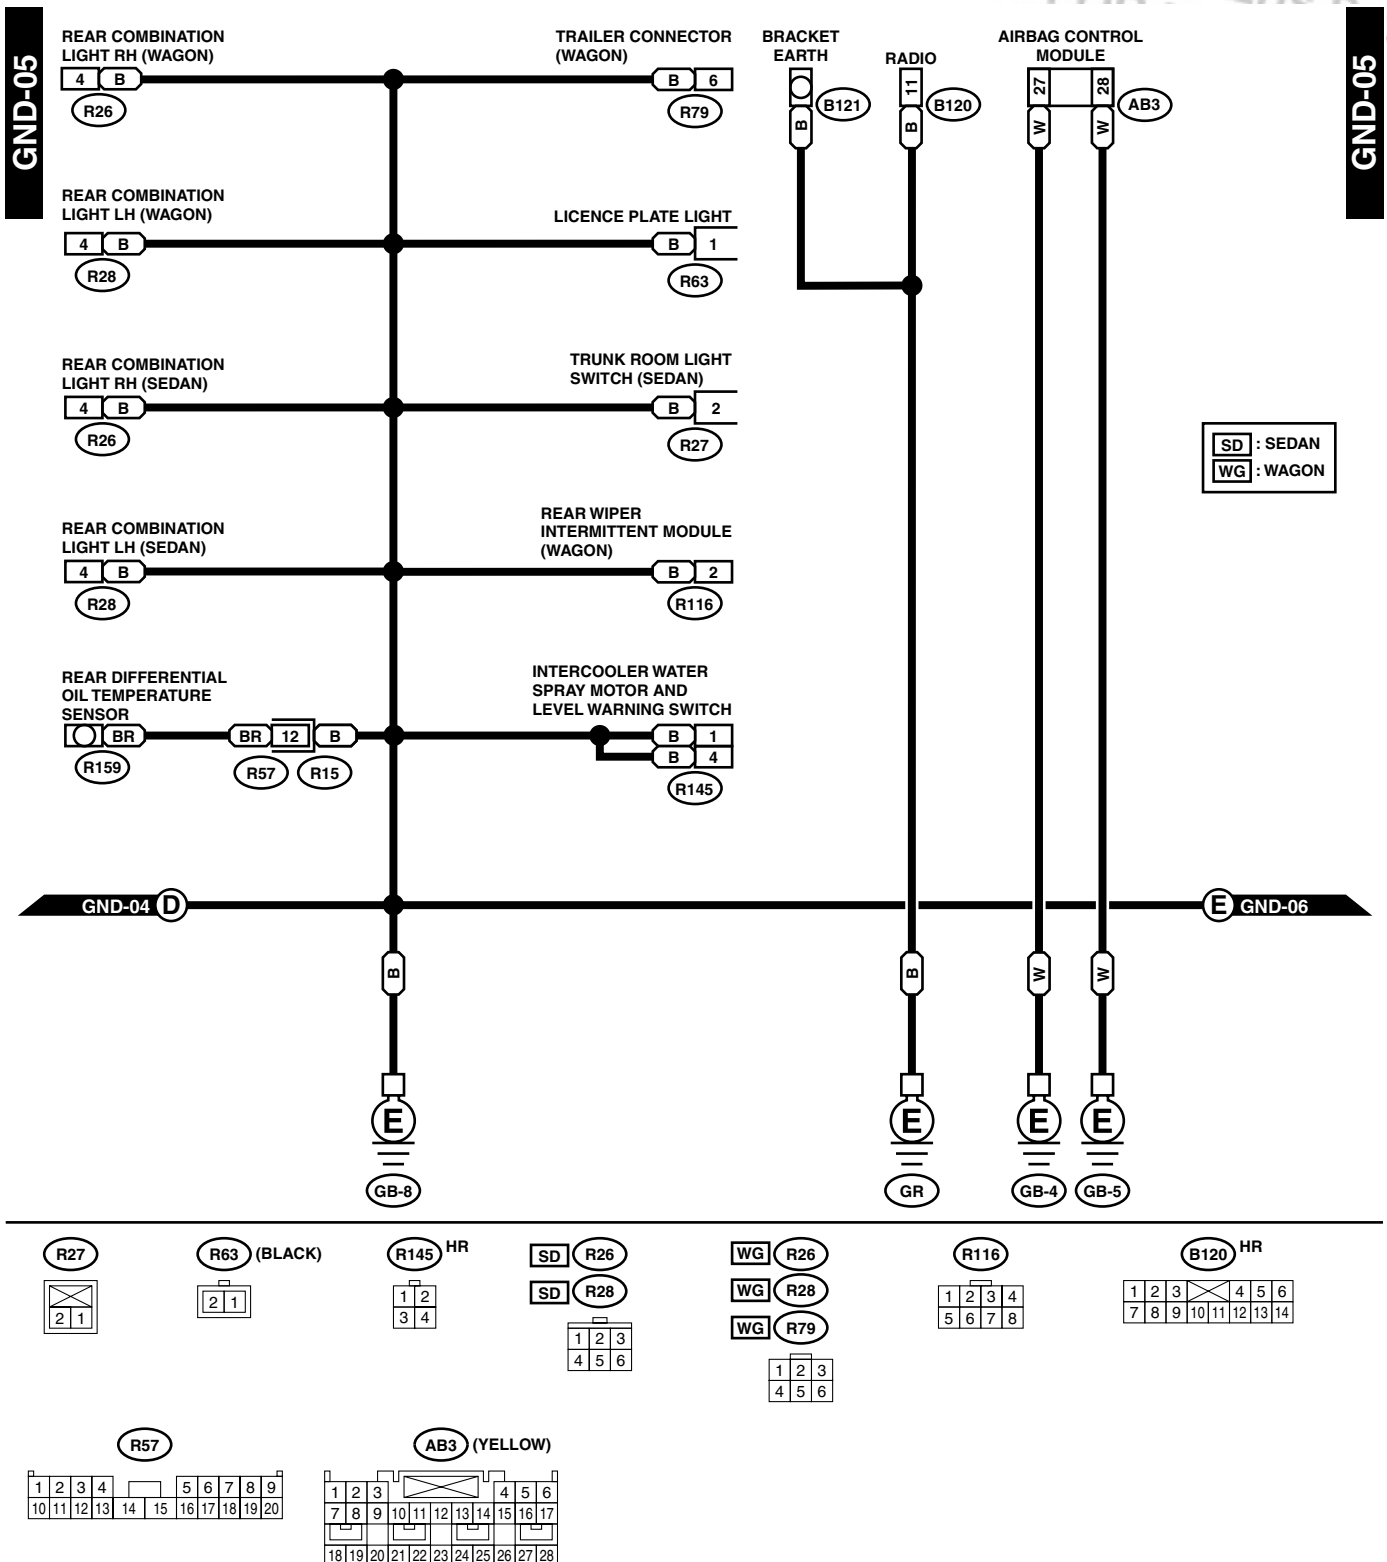 GND-05
GND-05
REAR COMBINATION
LIGHT RH (WAGON)
4 B
R26
TRAILER CONNECTOR
(WAGON)
B 6
R79
BRACKET
EARTH
B121
B
RADIO
11
B120
B
AIRBAG CONTROL
MODULE
27 28
AB3
W W
REAR COMBINATION
LIGHT LH (WAGON)
4 B
R28
LICENCE PLATE LIGHT
B 1
R63
REAR COMBINATION
LIGHT RH (SEDAN)
4 B
R26
TRUNK ROOM LIGHT
SWITCH (SEDAN)
B 2
R27
SD : SEDAN
WG : WAGON
REAR COMBINATION
LIGHT LH (SEDAN)
4 B
R28
REAR WIPER
INTERMITTENT MODULE
(WAGON)
B 2
R116
REAR DIFFERENTIAL
OIL TEMPERATURE
SENSOR
BR BR 12 B
R159 R57 R15
INTERCOOLER WATER
SPRAY MOTOR AND
LEVEL WARNING SWITCH
B 1
B 4
R145
GND-04 D
E GND-06
B B W W
E E E E
GB-8 GR GB-4 GB-5
R27
2 1
R63 (BLACK)
2 1
R145 HR
1 2
3 4
SD R26
SD R28
1 2 3
4 5 6
WG R26
WG R28
WG R79
1 2 3
4 5 6
R116
1 2 3 4
5 6 7 8
B120 HR
1 2 3 4 5 6
7 8 9 10 11 12 13 14
R57
1 2 3 4 5 6 7 8 9
10 11 12 13 14 15 16 17 18 19 20
AB3 (YELLOW)
1 2 3 4 5 6
7 8 9 10 11 12 13 14 15 16 17
18 19 20 21 22 23 24 25 26 27 28